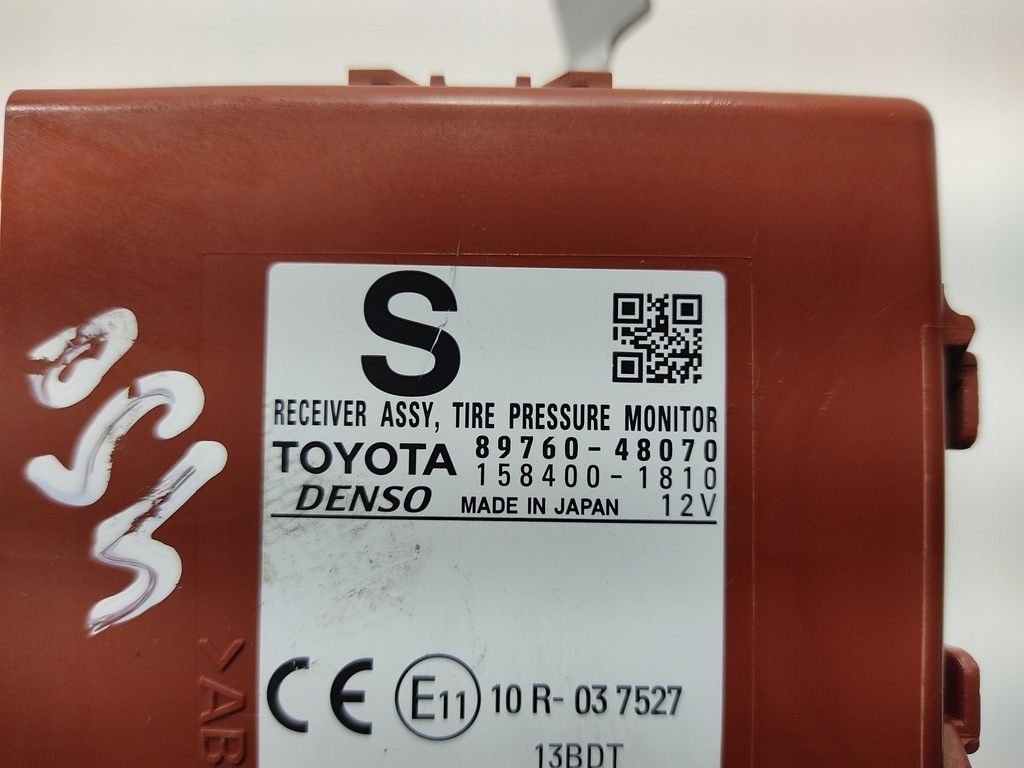 S
RECEIVER ASSY, TIRE PRESSURE MONITOR
TOYOTA 89760-48070
158400-1810
DENSO MADE IN JAPAN 12V
CE E11 10 R- 03 7527
13BDT
>AB